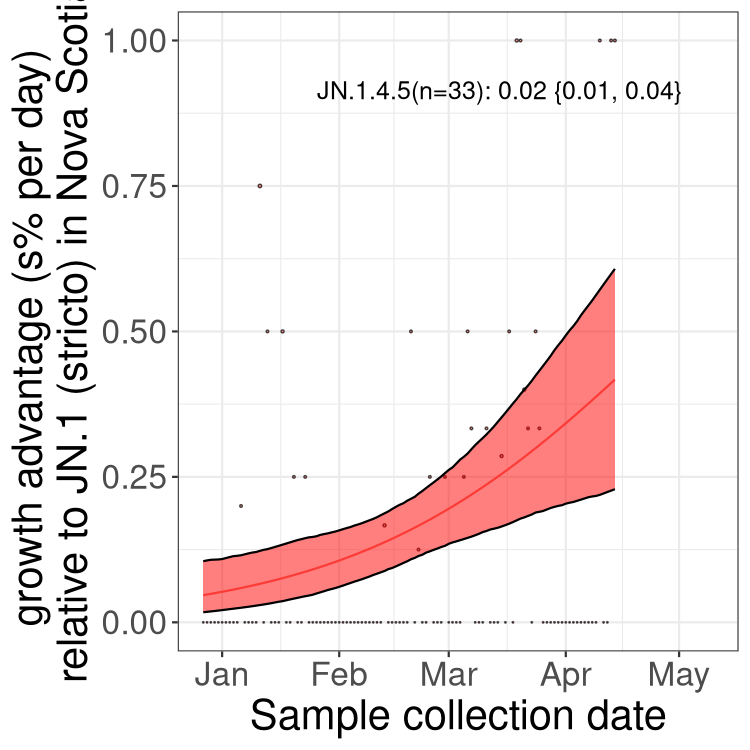 growth advantage (s% per day)
relative to JN.1 (stricto) in Nova Scotia
1.00
0.75
0.50
0.25
0.00
JN.1.4.5(n=33): 0.02 {0.01, 0.04}
Jan Feb Mar Apr May
Sample collection date